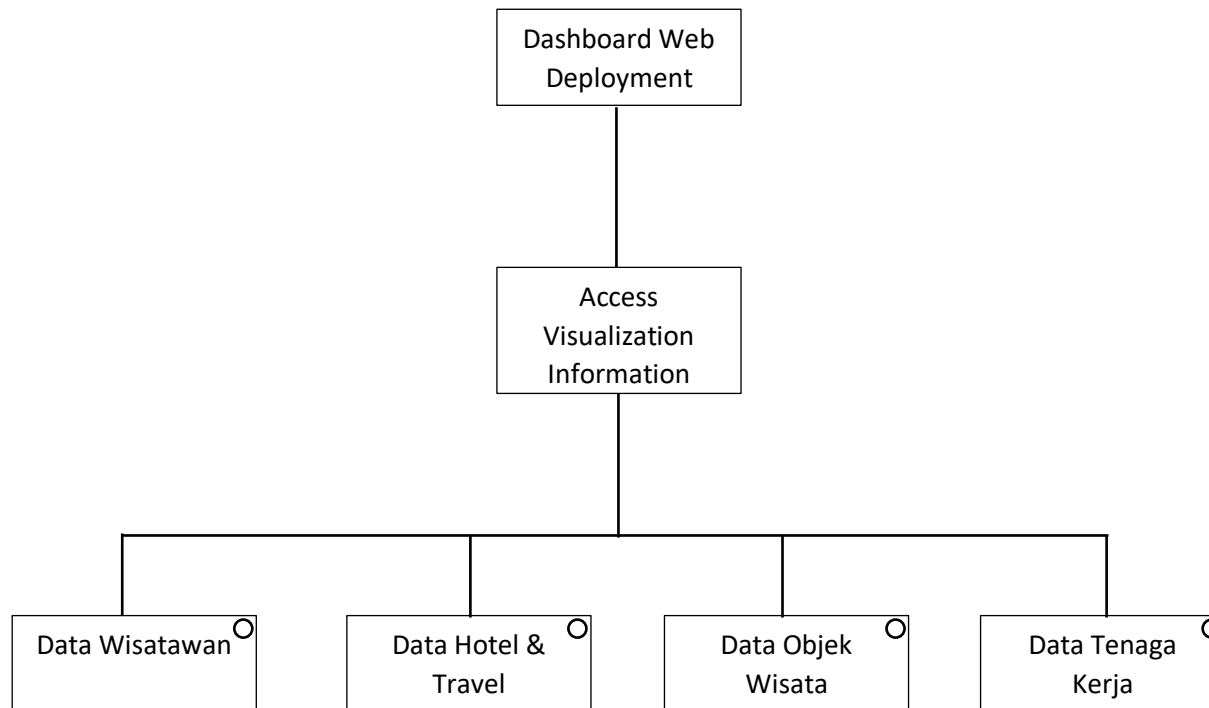 Dashboard Web
Deployment
Access
Visualization
Information
Data Wisatawan
Data Hotel &
Travel
Data Objek
Wisata
Data Tenaga
Kerja